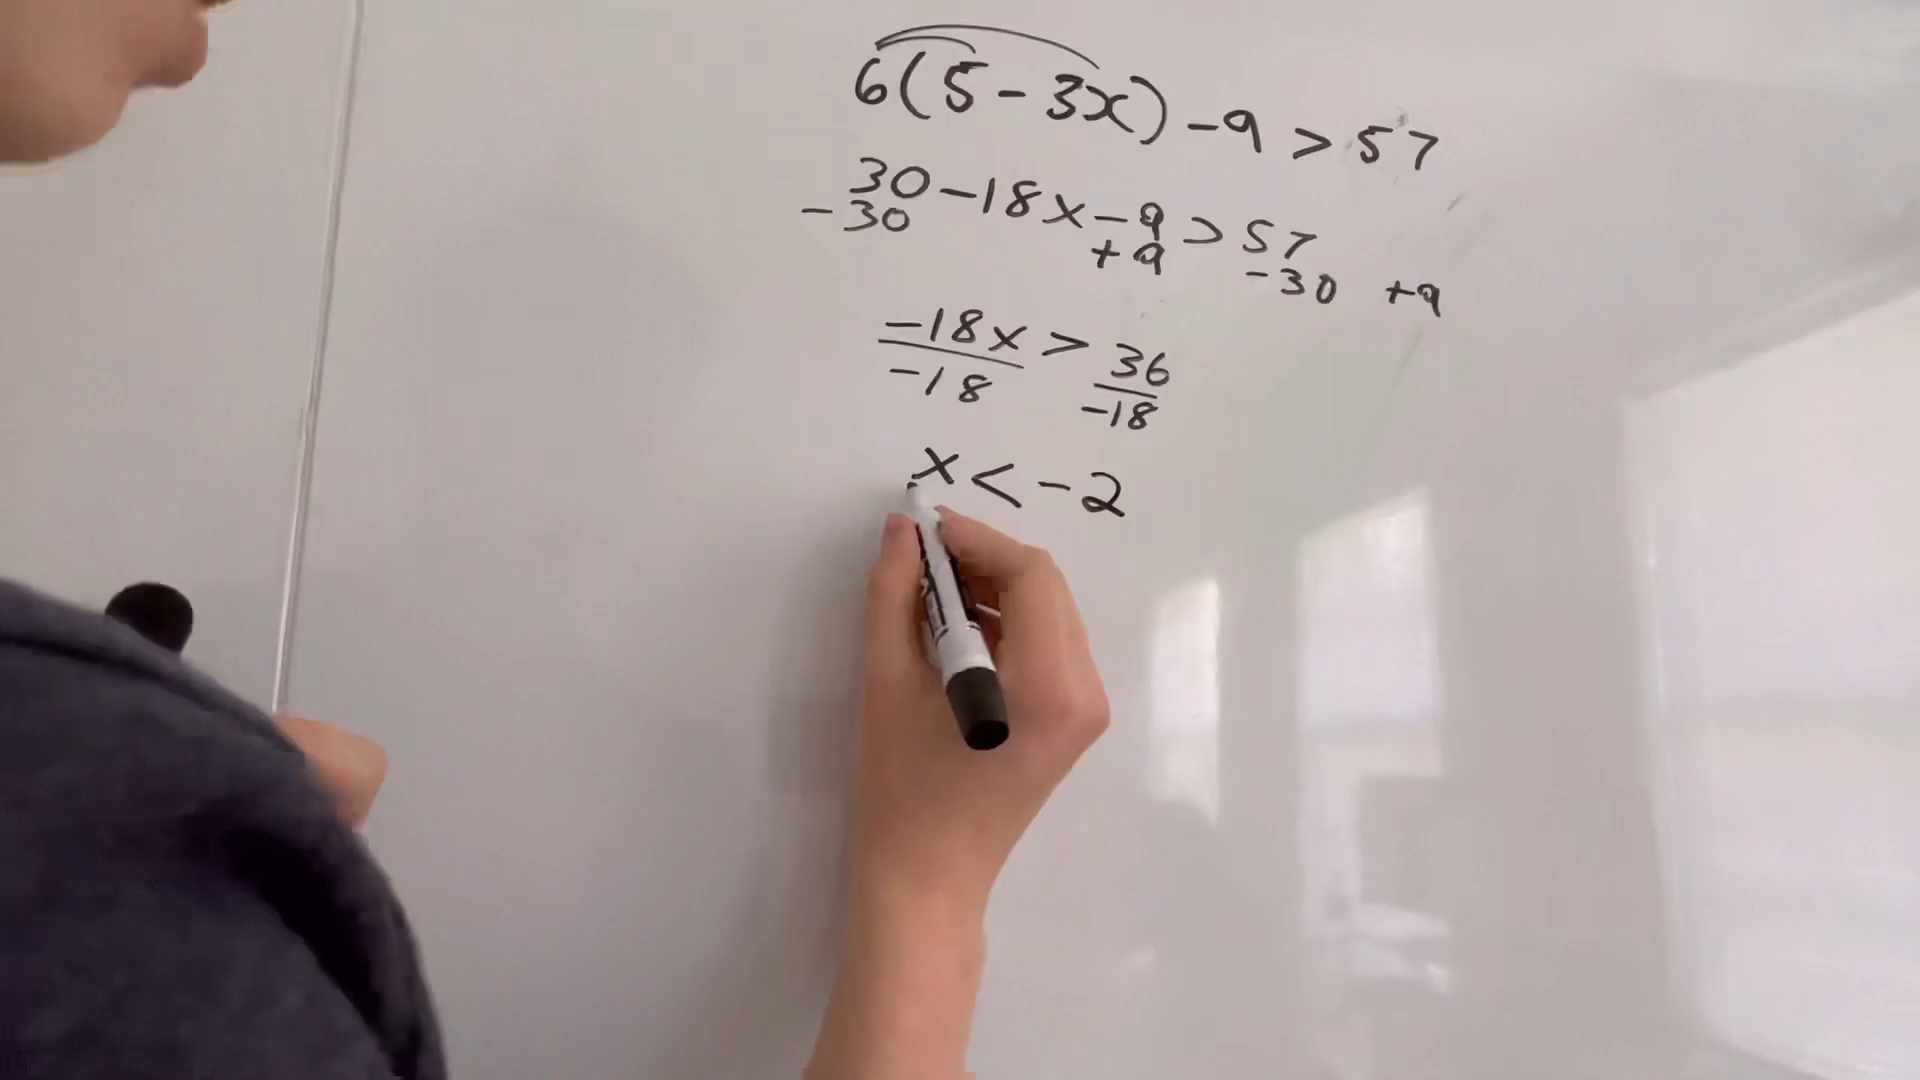 6(5-3x)-9>57
30-18x-9>57
-30 +9 -30 +9
-18x > 36
-18 -18
x<-2